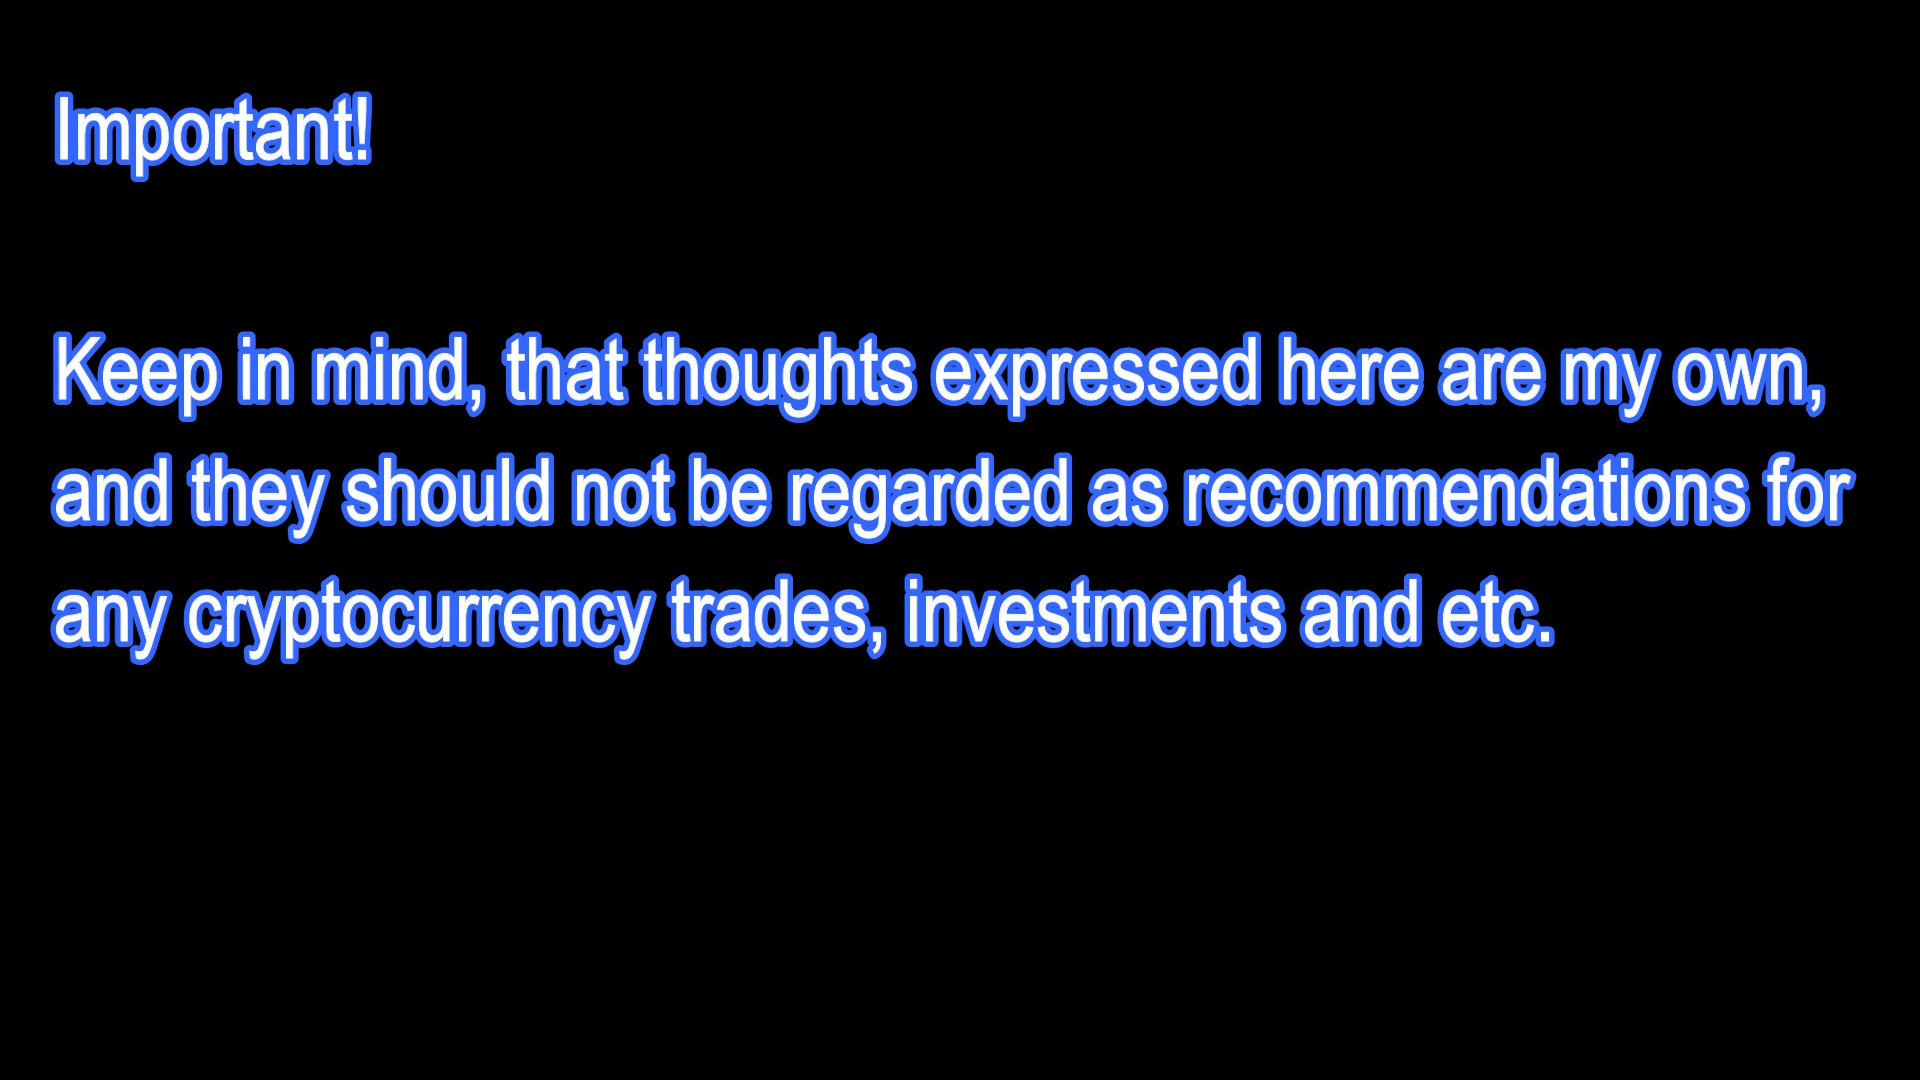 Important!
Keep in mind, that thoughts expressed here are my own,
and they should not be regarded as recommendations for
any cryptocurrency trades, investments and etc.